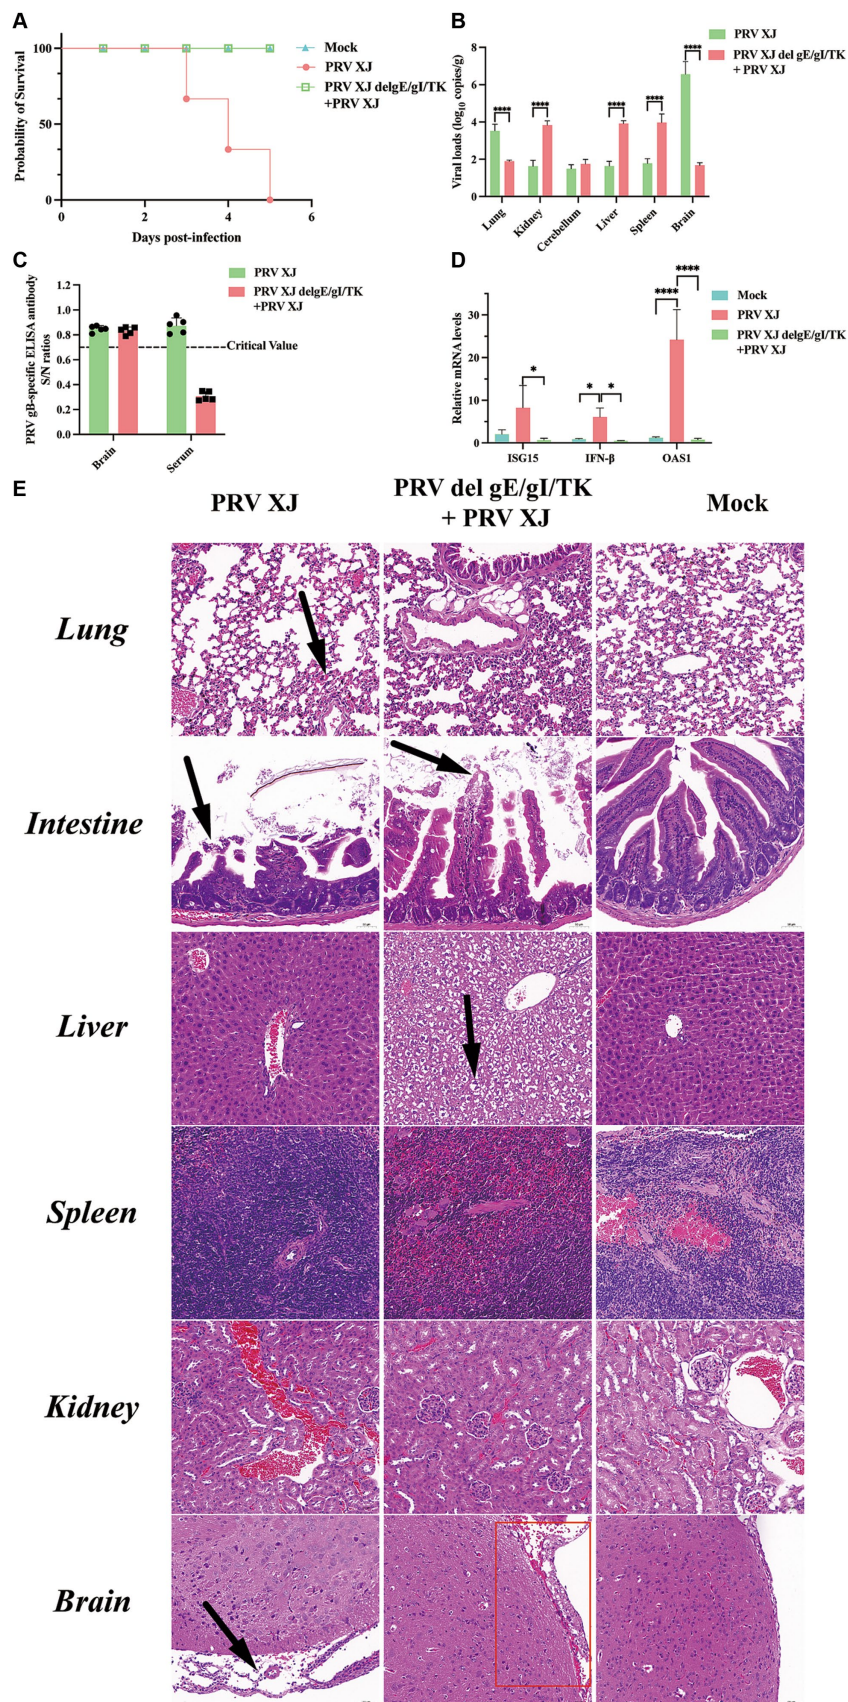 A
Probability of Survival
100
50
0
0
2
4
6
Days post-infection
Mock
PRV XJ
PRV XJ delgE/gI/TK
+PRV XJ
B
Viral loads (log10 copies/g)
8
6
4
2
0
****
****
****
****
****
Lung
Kidney
Cerebellum
Liver
Spleen
Brain
PRV XJ
PRV XJ del gE/gI/TK
+ PRV XJ
C
PRV gB-specific ELISA antibody
S/N ratios
1.2
1.0
0.8
0.6
0.4
0.2
0.0
Critical Value
Brain
Serum
PRV XJ
PRV XJ delgE/gI/TK
+PRV XJ
D
Relative mRNA levels
30
20
10
0
*
*
*
****
****
ISG15
IFN-β
OAS1
Mock
PRV XJ
PRV XJ delgE/gI/TK
+PRV XJ
E
PRV XJ
PRV del gE/gI/TK
+ PRV XJ
Mock
Lung
Intestine
Liver
Spleen
Kidney
Brain